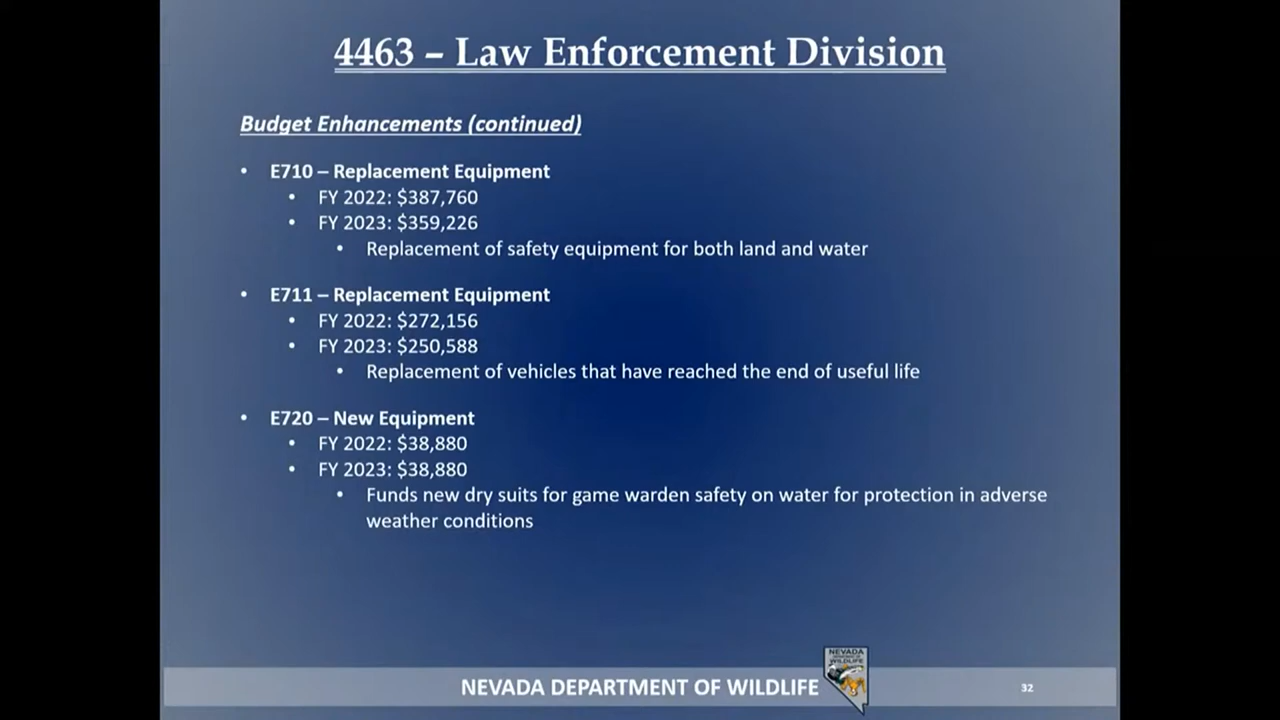 4463 – Law Enforcement Division
Budget Enhancements (continued)
• E710 – Replacement Equipment
• FY 2022: $387,760
• FY 2023: $359,226
• Replacement of safety equipment for both land and water
• E711 – Replacement Equipment
• FY 2022: $272,156
• FY 2023: $250,588
• Replacement of vehicles that have reached the end of useful life
• E720 – New Equipment
• FY 2022: $38,880
• FY 2023: $38,880
• Funds new dry suits for game warden safety on water for protection in adverse
weather conditions
NEVADA
DEPARTMENT OF
WILDLIFE
NEVADA DEPARTMENT OF WILDLIFE
32